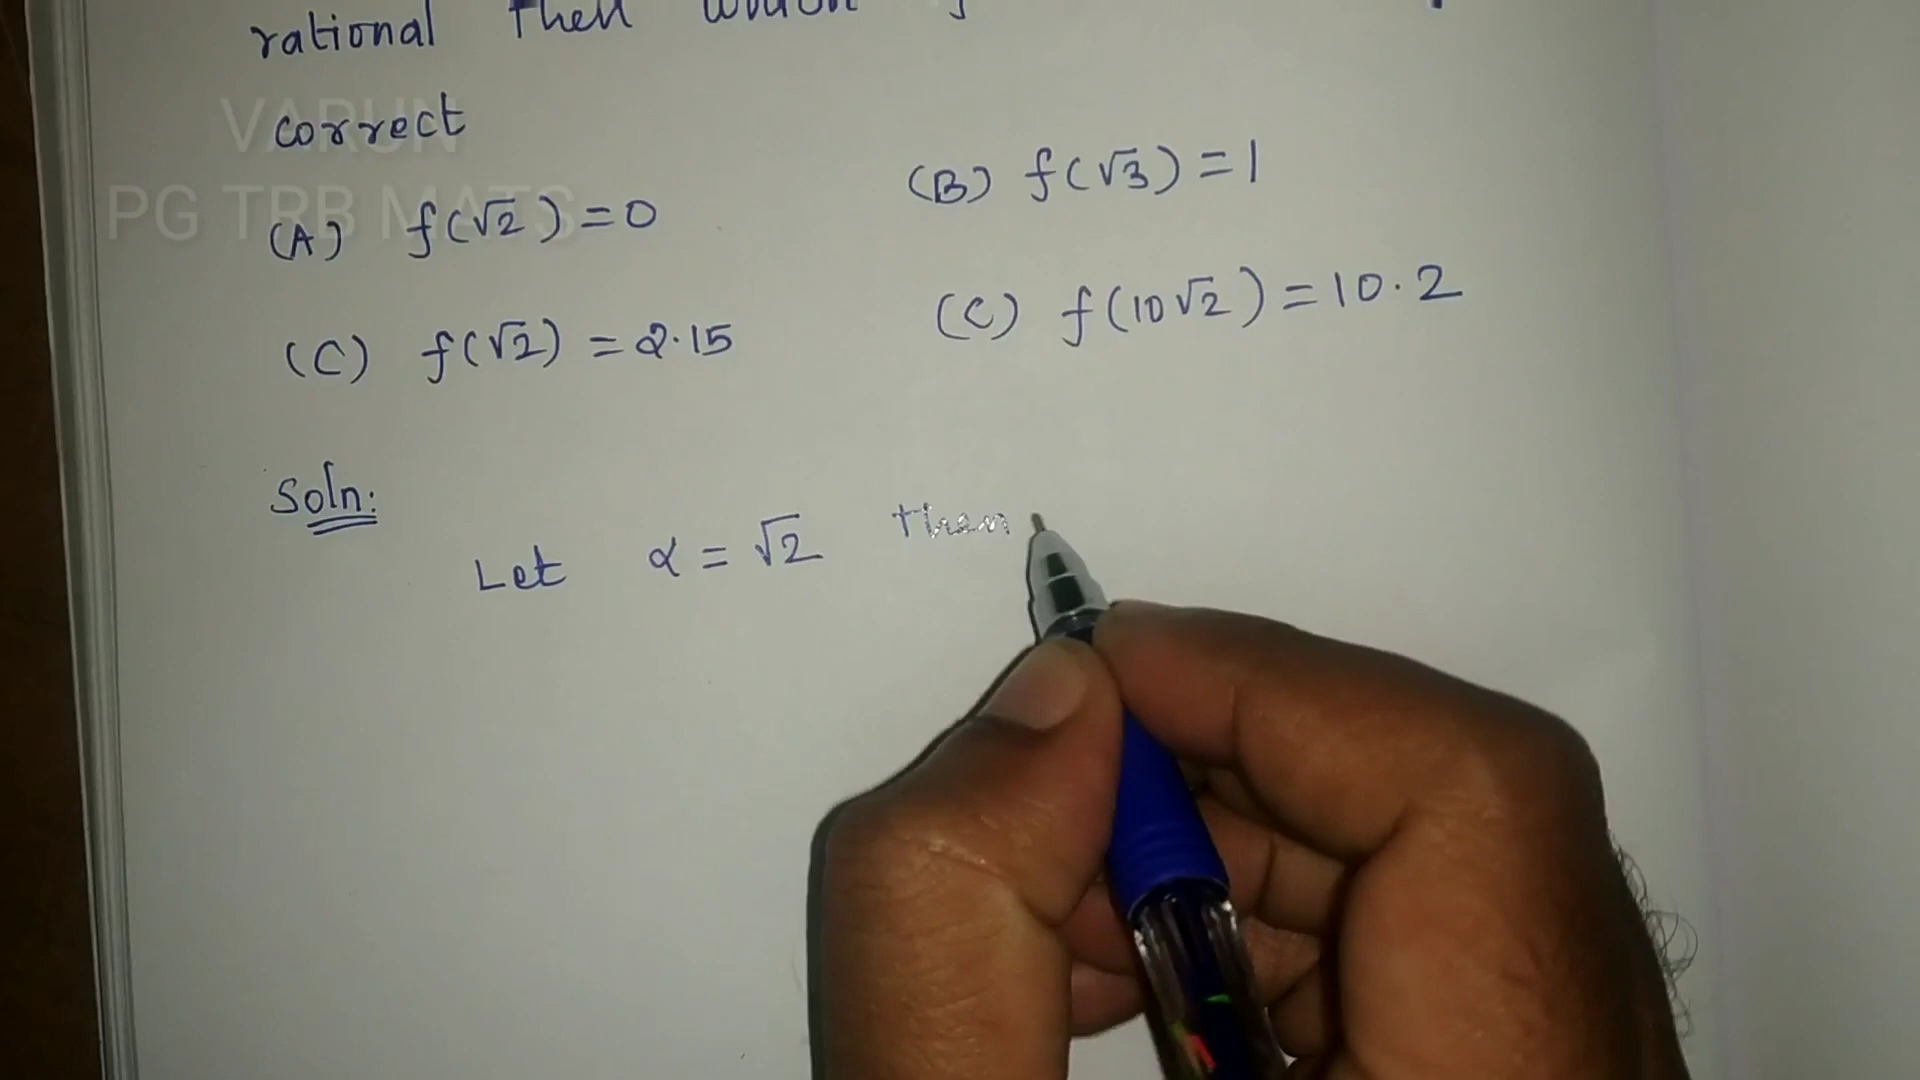 rational Then which
correct
VARUN
PG TRB MATS
(A) f(√2) = 0 (B) f(√3) = 1
(C) f(√2) = 2.15 (C) f(10√2) = 10.2
Soln:
Let α = √2 Then